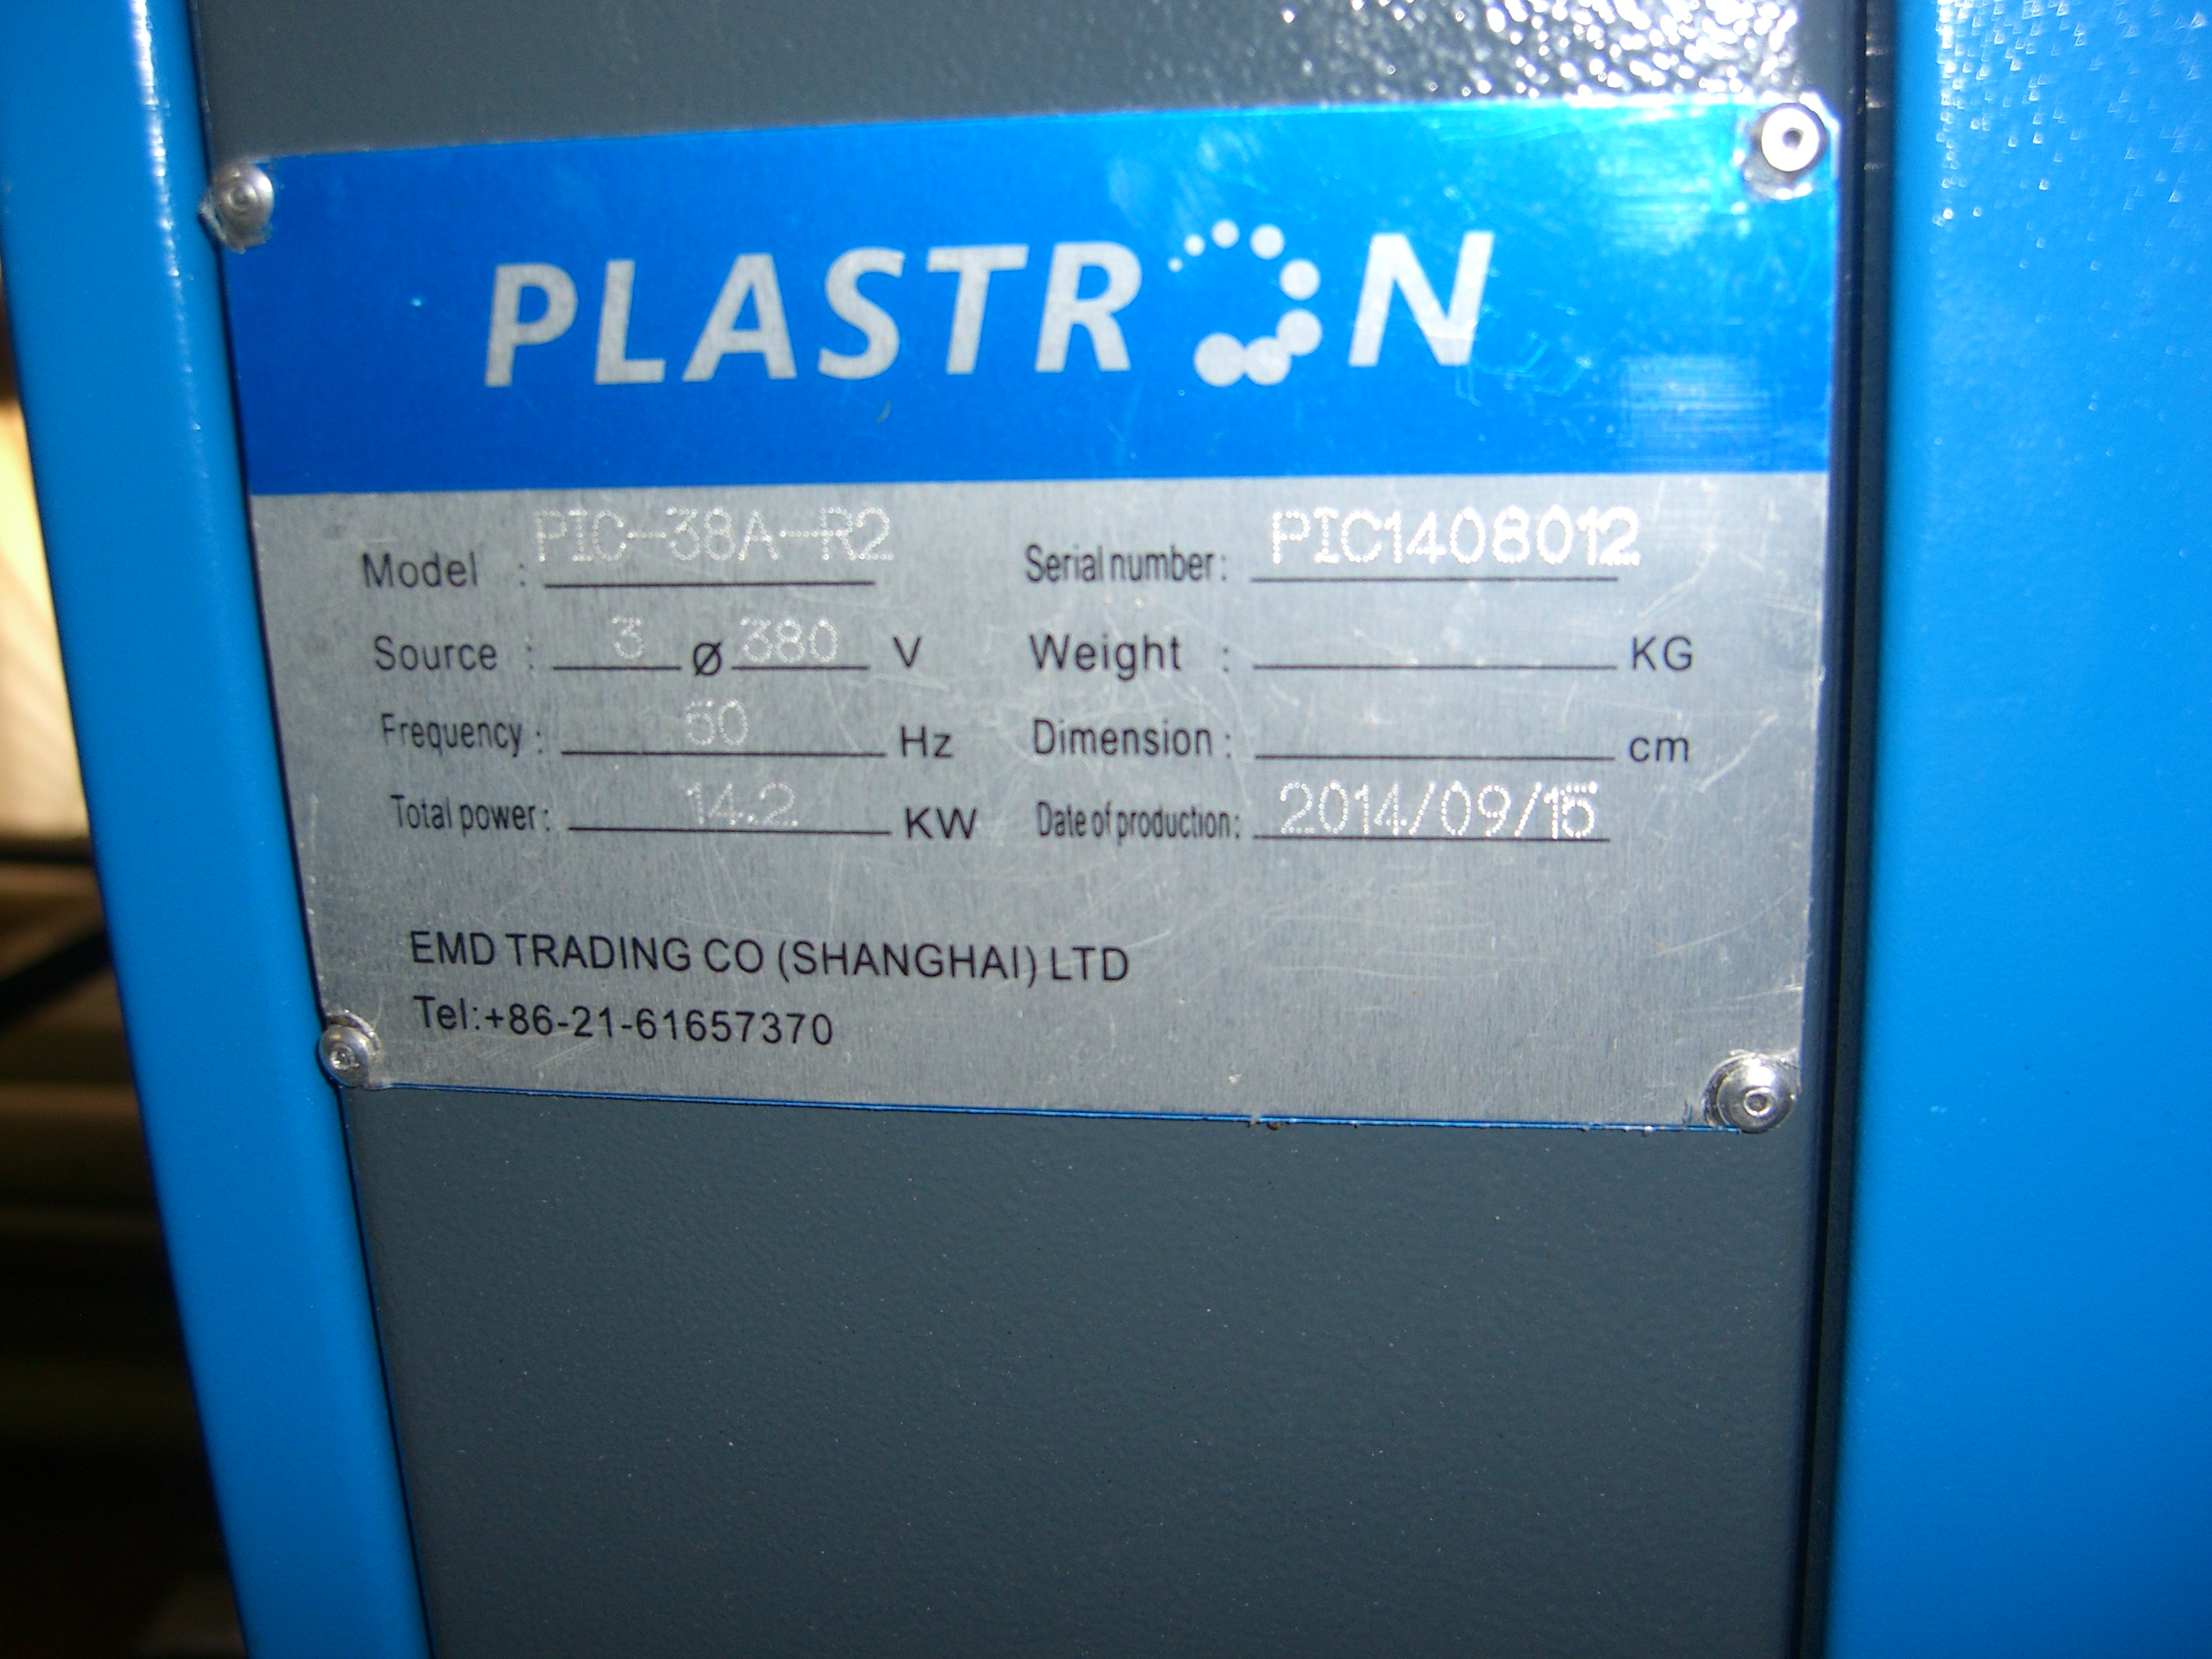 PLASTRON
Model : PIC-38A-R2 Serial number: PIC1408012
Source : 3 Ø 380 V Weight : KG
Frequency : 50 Hz Dimension : cm
Total power: 14.2 KW Date of production: 2014/09/15
EMD TRADING CO (SHANGHAI) LTD
Tel:+86-21-61657370